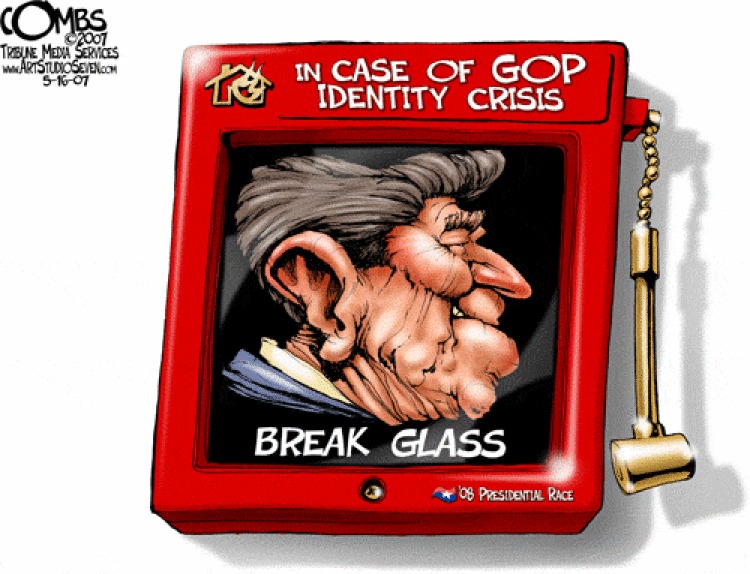 COMBS
©2007
TRIBUNE MEDIA SERVICES
WWW.ARTSTUDIOSEVEN.COM
5-16-07
IN CASE OF GOP
IDENTITY CRISIS
BREAK GLASS
'08 PRESIDENTIAL RACE